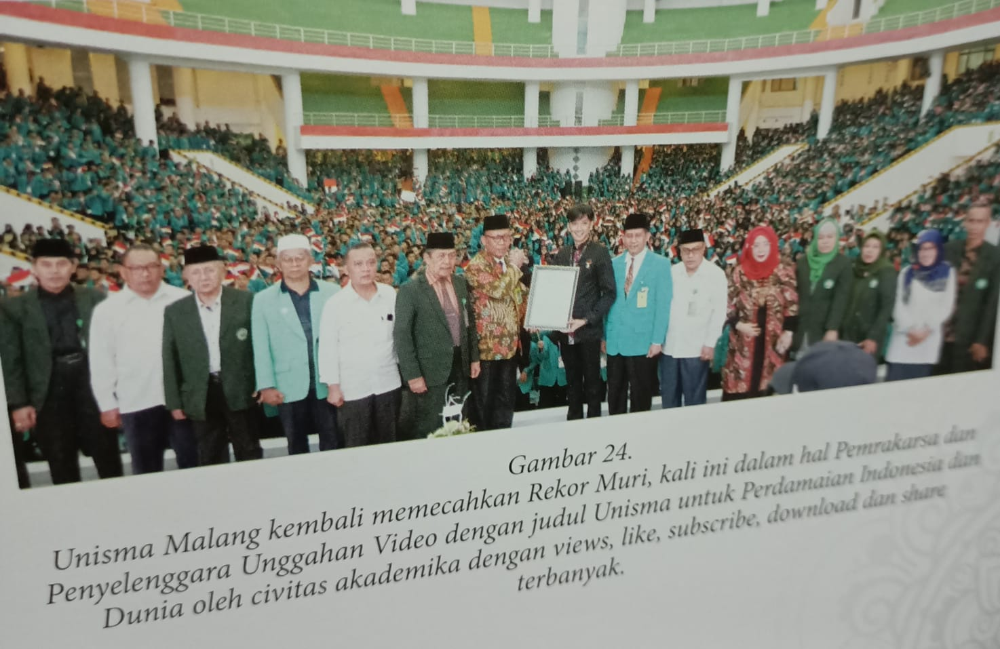 Gambar 24.
Unisma Malang kembali memecahkan Rekor Muri, kali ini dalam hal Pemrakarsa dan
Penyelenggara Unggahan Video dengan judul Unisma untuk Perdamaian Indonesia dan
Dunia oleh civitas akademika dengan views, like, subscribe, download dan share
terbanyak.